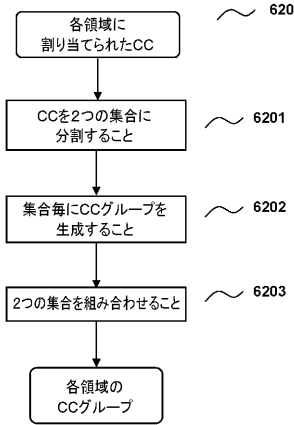 各領域に
割り当てられたCC
620
CCを2つの集合に
分割すること
6201
集合毎にCCグループを
生成すること
6202
2つの集合を組み合わせること
6203
各領域の
CCグループ